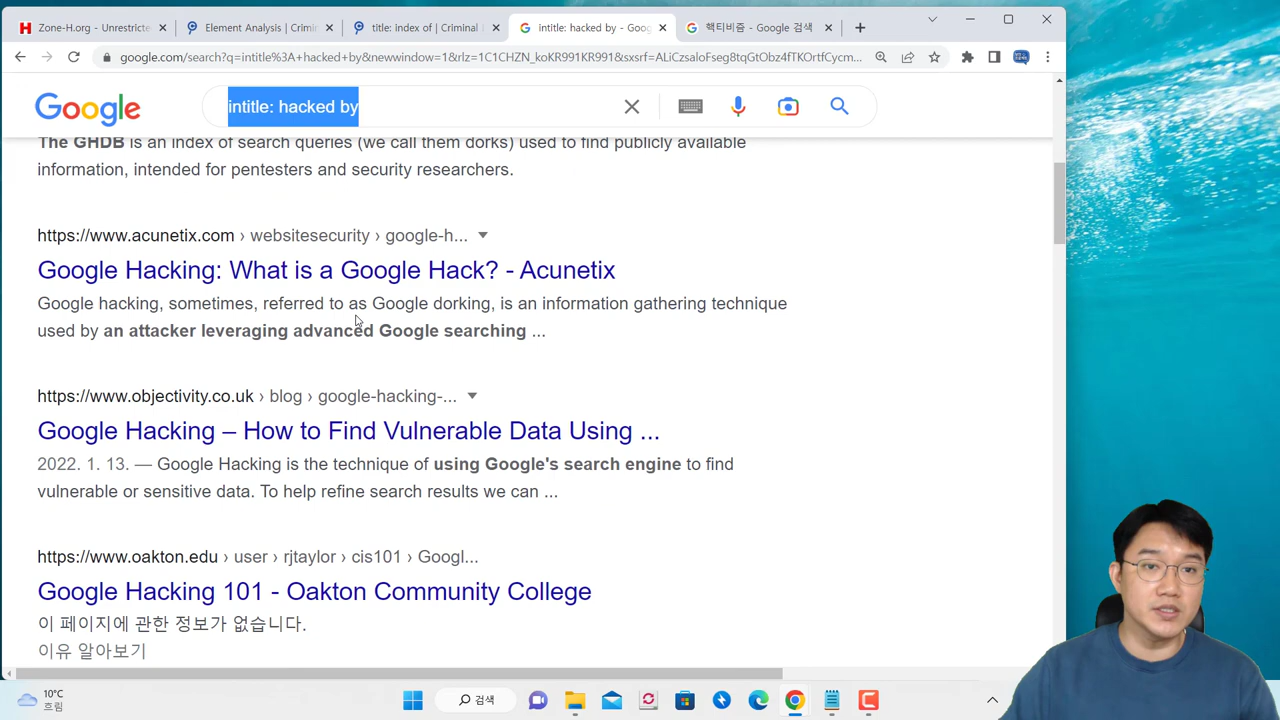 Zone-H.org - Unrestricte
Element Analysis | Crimi
title: index of | Criminal
intitle: hacked by - Goog
핵티비즘 - Google 검색
google.com/search?q=intitle%3A+hacked+by&newwindow=1&rlz=1C1CHZN_koKR991KR991&sxsrf=ALiCzsaloFseg8tqGtObz4fTKOrtfCycm...
Google
intitle: hacked by
The GHDB is an index of search queries (we call them dorks) used to find publicly available
information, intended for pentesters and security researchers.
https://www.acunetix.com › websitesecurity › google-h...
Google Hacking: What is a Google Hack? - Acunetix
Google hacking, sometimes, referred to as Google dorking, is an information gathering technique
used by an attacker leveraging advanced Google searching ...
https://www.objectivity.co.uk › blog › google-hacking-...
Google Hacking – How to Find Vulnerable Data Using ...
2022. 1. 13. — Google Hacking is the technique of using Google's search engine to find
vulnerable or sensitive data. To help refine search results we can ...
https://www.oakton.edu › user › rjtaylor › cis101 › Googl...
Google Hacking 101 - Oakton Community College
이 페이지에 관한 정보가 없습니다.
이유 알아보기
10°C
흐림
검색